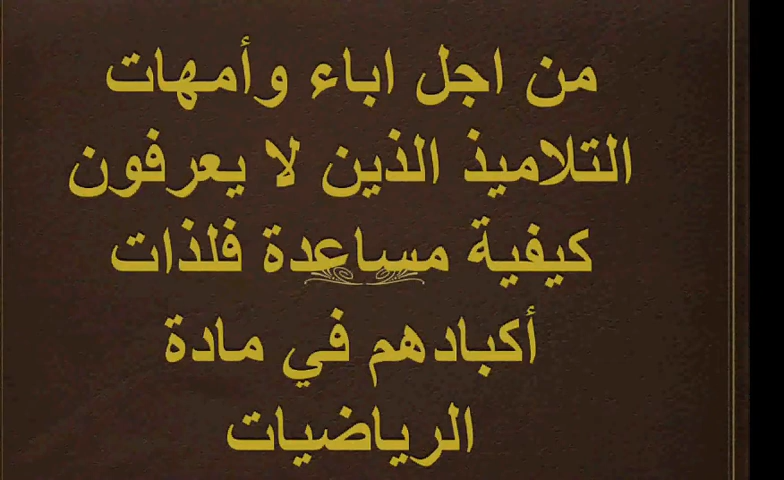 من اجل اباء وأمهات
التلاميذ الذين لا يعرفون
كيفية مساعدة فلذات
أكبادهم في مادة
الرياضيات